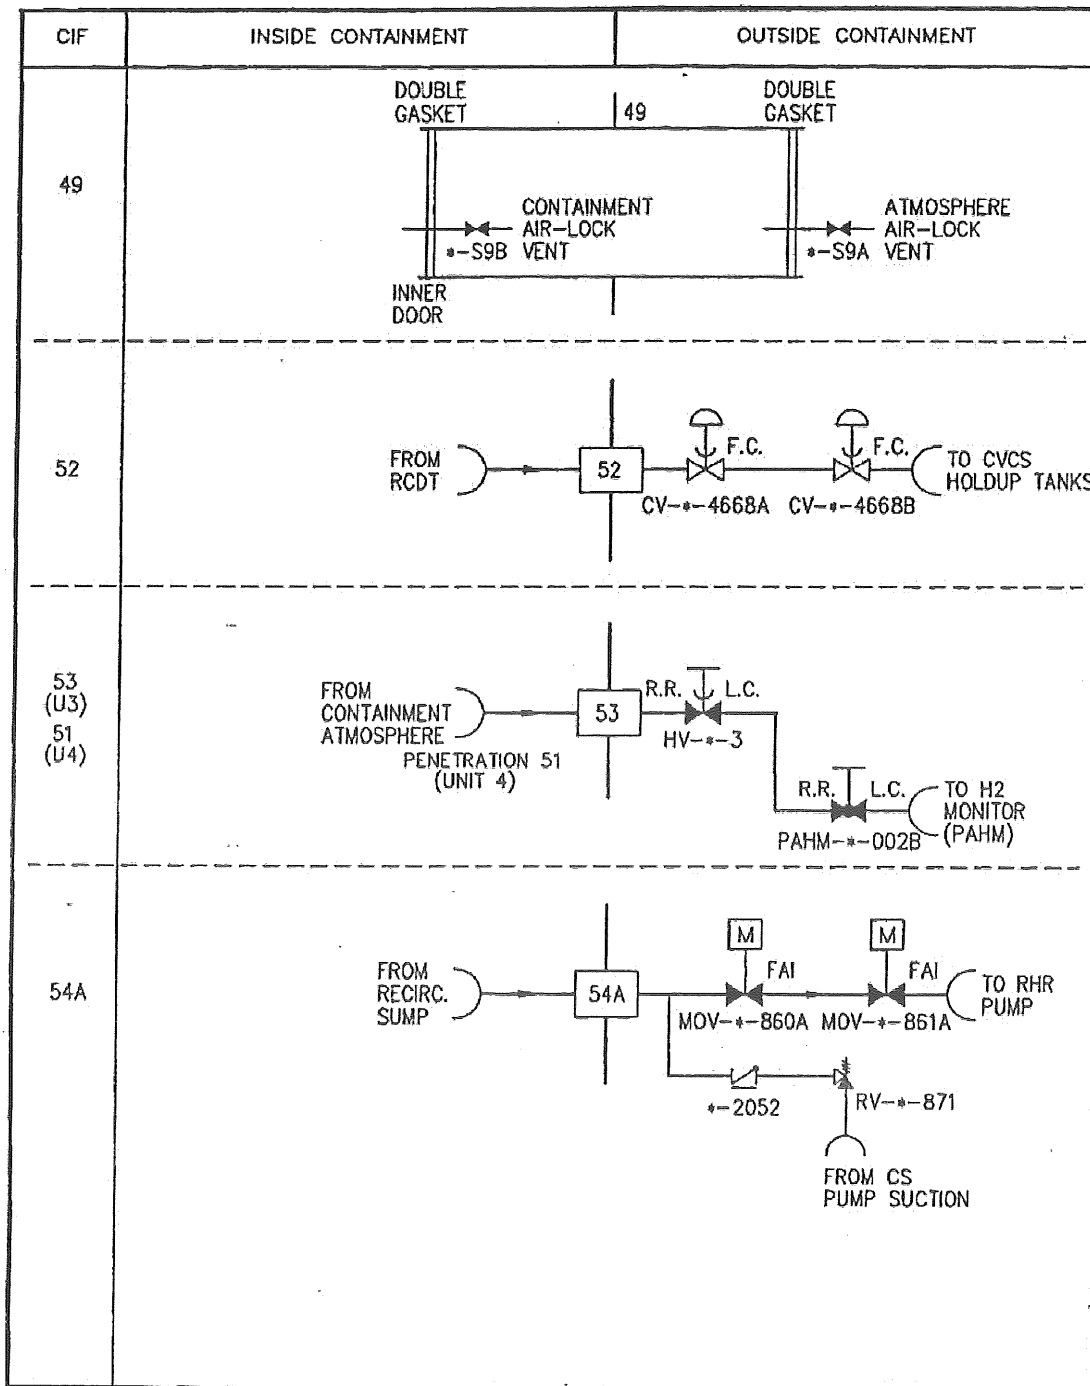 CIF
INSIDE CONTAINMENT
OUTSIDE CONTAINMENT
49
DOUBLE
GASKET
49
DOUBLE
GASKET
CONTAINMENT
AIR-LOCK
VENT
*-S9B
ATMOSPHERE
AIR-LOCK
VENT
*-S9A
INNER
DOOR
52
FROM
RCDT
52
F.C.
CV-*-4668A
F.C.
CV-*-4668B
TO CVCS
HOLDUP TANKS
53
(U3)
51
(U4)
FROM
CONTAINMENT
ATMOSPHERE
PENETRATION 51
(UNIT 4)
53
R.R.
L.C.
HV-*-3
R.R.
L.C.
PAHM-*-002B
TO H2
MONITOR
(PAHM)
54A
FROM
RECIRC.
SUMP
54A
M
FAI
MOV-*-860A
M
FAI
MOV-*-861A
TO RHR
PUMP
*-2052
RV-*-871
FROM CS
PUMP SUCTION